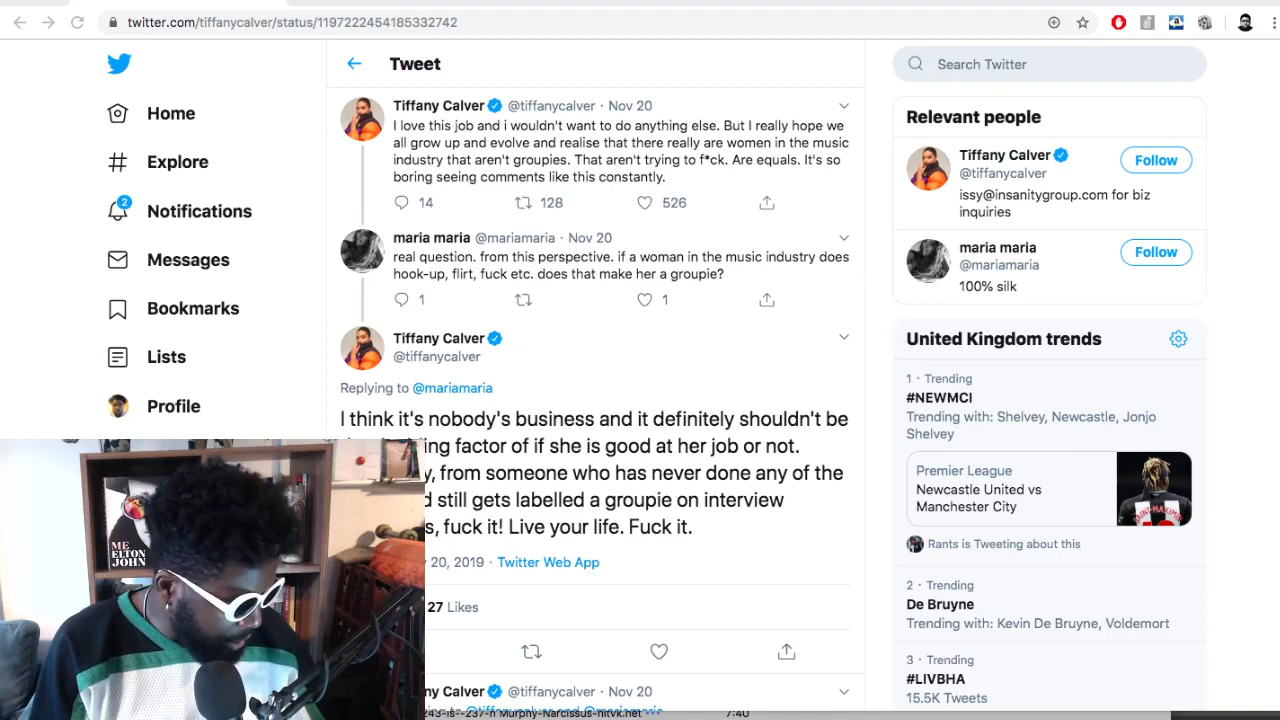 twitter.com/tiffanycalver/status/1197222454185332742
Home
Explore
2
Notifications
Messages
Bookmarks
Lists
Profile
Tweet
Tiffany Calver @tiffanycalver · Nov 20
I love this job and i wouldn't want to do anything else. But I really hope we
all grow up and evolve and realise that there really are women in the music
industry that aren't groupies. That aren't trying to f*ck. Are equals. It's so
boring seeing comments like this constantly.
14 128 526
maria maria @mariamaria · Nov 20
real question. from this perspective. if a woman in the music industry does
hook-up, flirt, fuck etc. does that make her a groupie?
1 1
Tiffany Calver
@tiffanycalver
Replying to @mariamaria
I think it's nobody's business and it definitely shouldn't be
factor of if she is good at her job or not.
from someone who has never done any of the
still gets labelled a groupie on interview
fuck it! Live your life. Fuck it.
20, 2019 · Twitter Web App
27 Likes
ny Calver @tiffanycalver · Nov 20
@tiffanycalver and @mariamaria
Murphy-Narcissus-hitvk.net 7:40
Search Twitter
Relevant people
Tiffany Calver
@tiffanycalver
Follow
issy@insanitygroup.com for biz
inquiries
maria maria
@mariamaria
Follow
100% silk
United Kingdom trends
1 · Trending
#NEWMCI
Trending with: Shelvey, Newcastle, Jonjo
Shelvey
Premier League
Newcastle United vs
Manchester City
Rants is Tweeting about this
2 · Trending
De Bruyne
Trending with: Kevin De Bruyne, Voldemort
3 · Trending
#LIVBHA
15.5K Tweets
ME
ELTON
JOHN